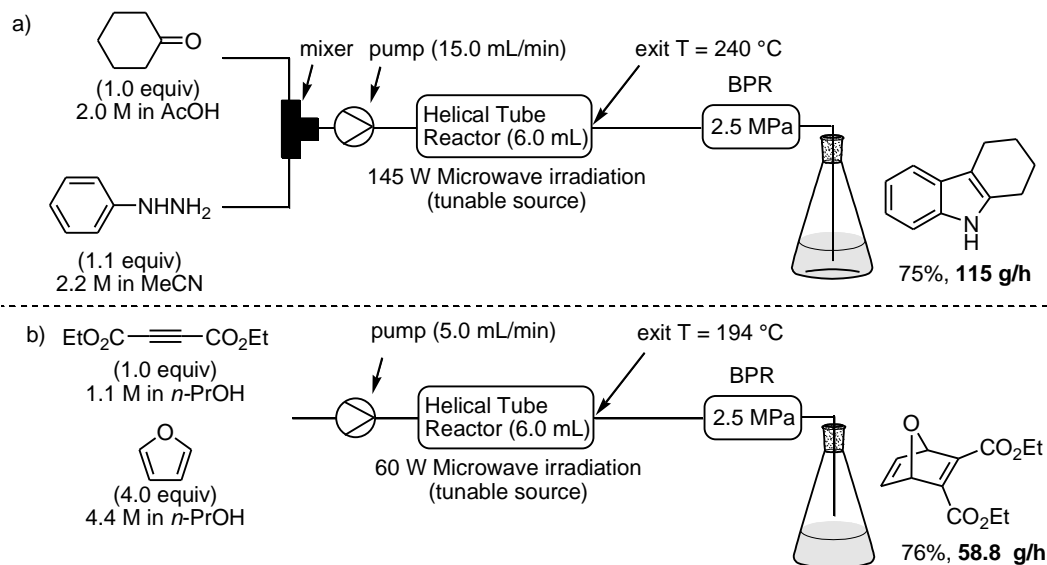 a)
O
(1.0 equiv)
2.0 M in AcOH
mixer
pump (15.0 mL/min)
exit T = 240 °C
Helical Tube
Reactor (6.0 mL)
BPR
2.5 MPa
145 W Microwave irradiation
(tunable source)
NHNH₂
(1.1 equiv)
2.2 M in MeCN
N
H
75%, 115 g/h
b)
EtO₂C
CO₂Et
(1.0 equiv)
1.1 M in n-PrOH
O
(4.0 equiv)
4.4 M in n-PrOH
pump (5.0 mL/min)
exit T = 194 °C
Helical Tube
Reactor (6.0 mL)
BPR
2.5 MPa
60 W Microwave irradiation
(tunable source)
O
CO₂Et
CO₂Et
76%, 58.8 g/h